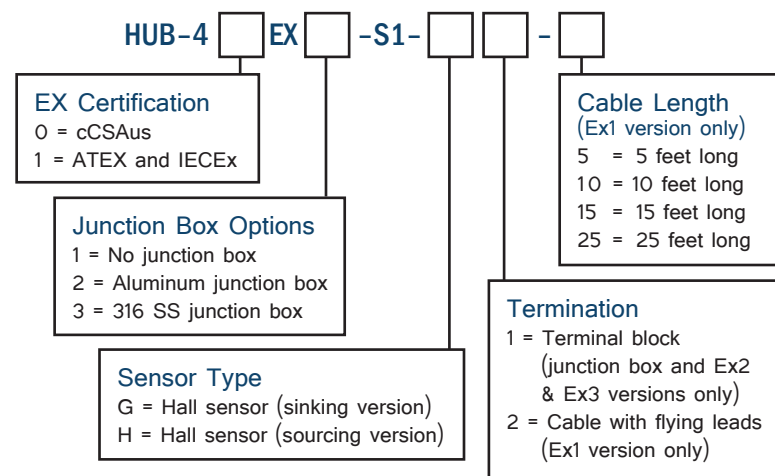 HUB-4 EX -S1- -
EX Certification
0 = cCSAus
1 = ATEX and IECEx
Junction Box Options
1 = No junction box
2 = Aluminum junction box
3 = 316 SS junction box
Sensor Type
G = Hall sensor (sinking version)
H = Hall sensor (sourcing version)
Termination
1 = Terminal block
(junction box and Ex2
& Ex3 versions only)
2 = Cable with flying leads
(Ex1 version only)
Cable Length
(Ex1 version only)
5 = 5 feet long
10 = 10 feet long
15 = 15 feet long
25 = 25 feet long